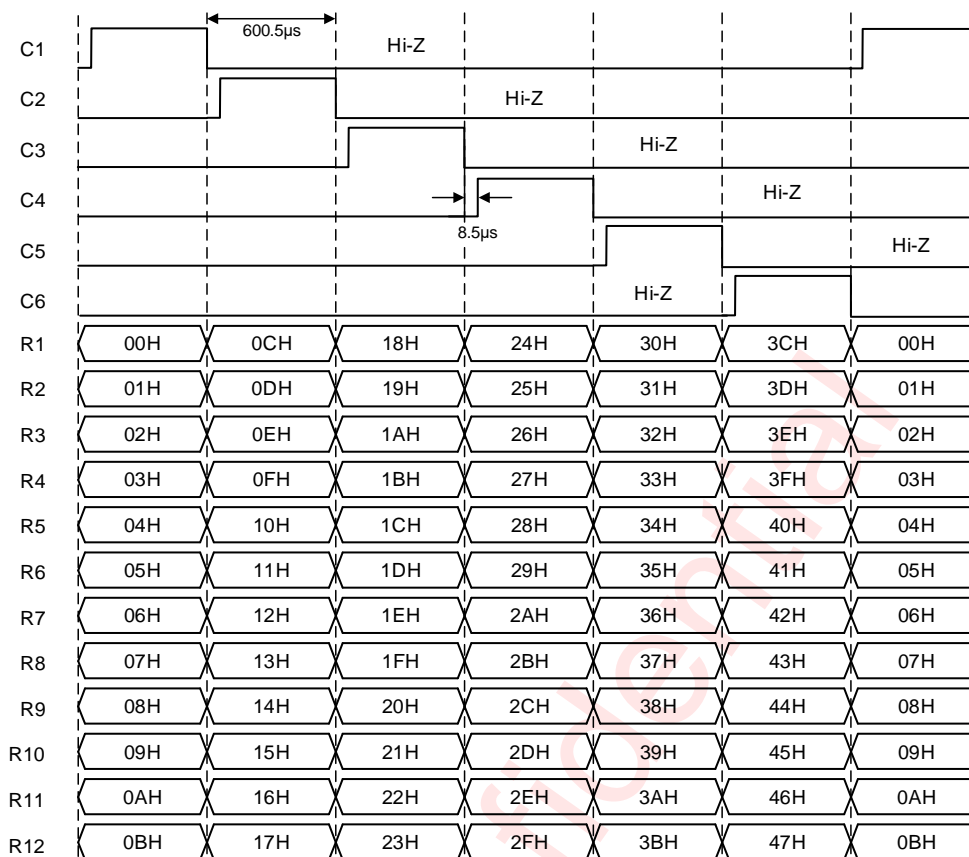 600.5µs
C1 Hi-Z
C2 Hi-Z
C3 Hi-Z
C4 Hi-Z
8.5µs
C5 Hi-Z
C6 Hi-Z
R1 00H 0CH 18H 24H 30H 3CH 00H
R2 01H 0DH 19H 25H 31H 3DH 01H
R3 02H 0EH 1AH 26H 32H 3EH 02H
R4 03H 0FH 1BH 27H 33H 3FH 03H
R5 04H 10H 1CH 28H 34H 40H 04H
R6 05H 11H 1DH 29H 35H 41H 05H
R7 06H 12H 1EH 2AH 36H 42H 06H
R8 07H 13H 1FH 2BH 37H 43H 07H
R9 08H 14H 20H 2CH 38H 44H 08H
R10 09H 15H 21H 2DH 39H 45H 09H
R11 0AH 16H 22H 2EH 3AH 46H 0AH
R12 0BH 17H 23H 2FH 3BH 47H 0BH
fidential